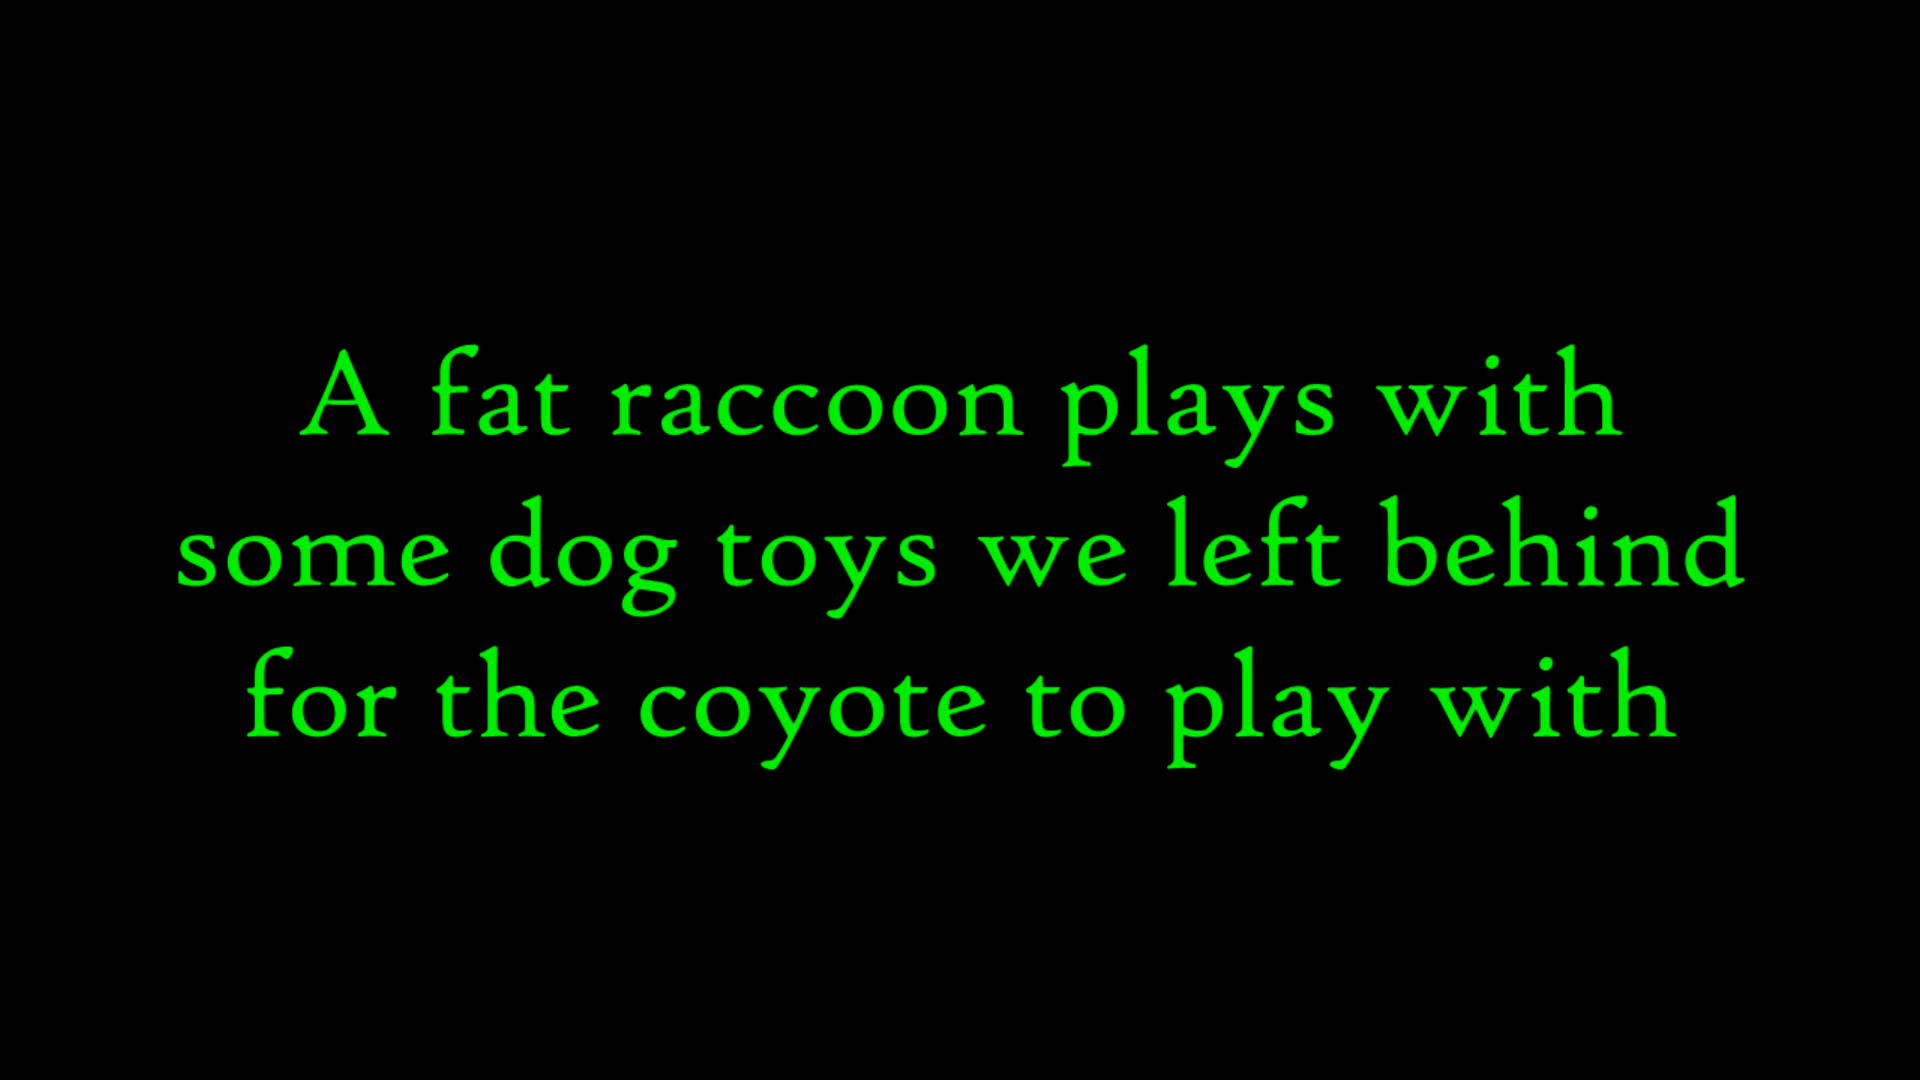 A fat raccoon plays with
some dog toys we left behind
for the coyote to play with